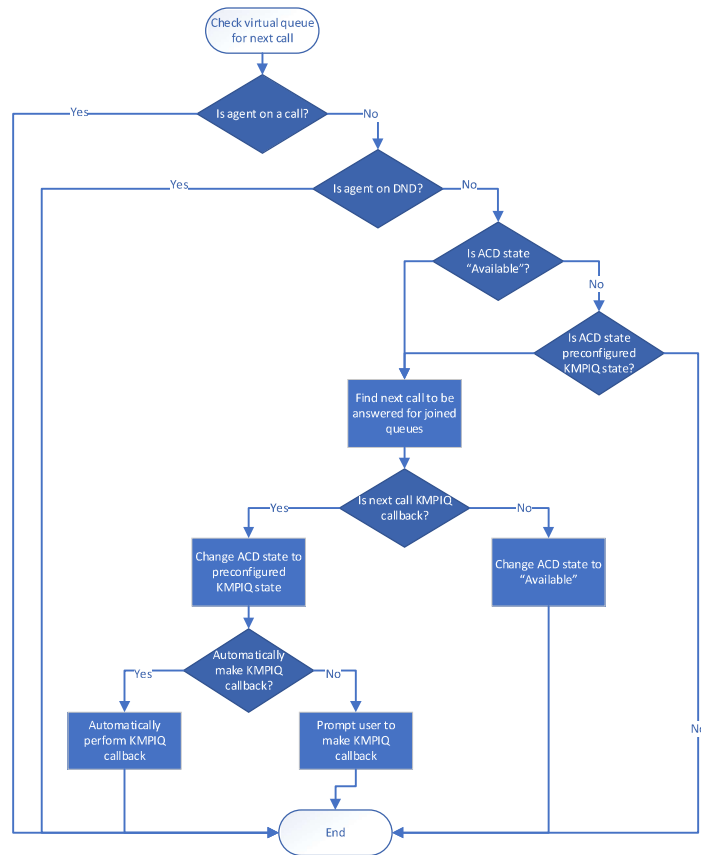 Check virtual queue
for next call
Yes
Is agent on a call?
No
Yes
Is agent on DND?
No
Is ACD state
“Available”?
No
Is ACD state
preconfigured
KMPIQ state?
Find next call to be
answered for joined
queues
Is next call KMPIQ
callback?
Yes
No
Change ACD state to
preconfigured
KMPIQ state
Change ACD state to
“Available”
Automatically
make KMPIQ
callback?
Yes
No
Automatically
perform KMPIQ
callback
Prompt user to
make KMPIQ
callback
No
End